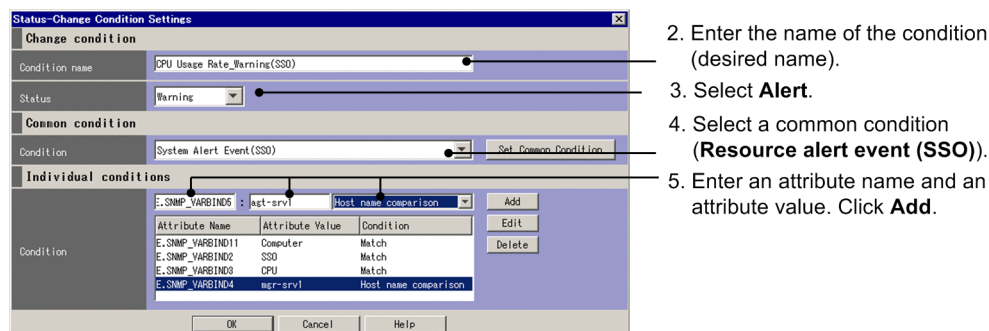 Status-Change Condition Settings
Change condition
Condition name
CPU Usage Rate_Warning(SSO)
Status
Warning
Common condition
Condition
System Alert Event(SSO)
Set Common Condition
Individual conditions
E.SNMP_VARBIND5 : agt-srv1 Host name comparison Add
Attribute Name Attribute Value Condition Edit
Condition
E.SNMP_VARBIND11 Computer Match Delete
E.SNMP_VARBIND2 SSO Match
E.SNMP_VARBIND3 CPU Match
E.SNMP_VARBIND4 mgr-srv1 Host name comparison
OK Cancel Help
2. Enter the name of the condition
(desired name).
3. Select Alert.
4. Select a common condition
(Resource alert event (SSO)).
5. Enter an attribute name and an
attribute value. Click Add.